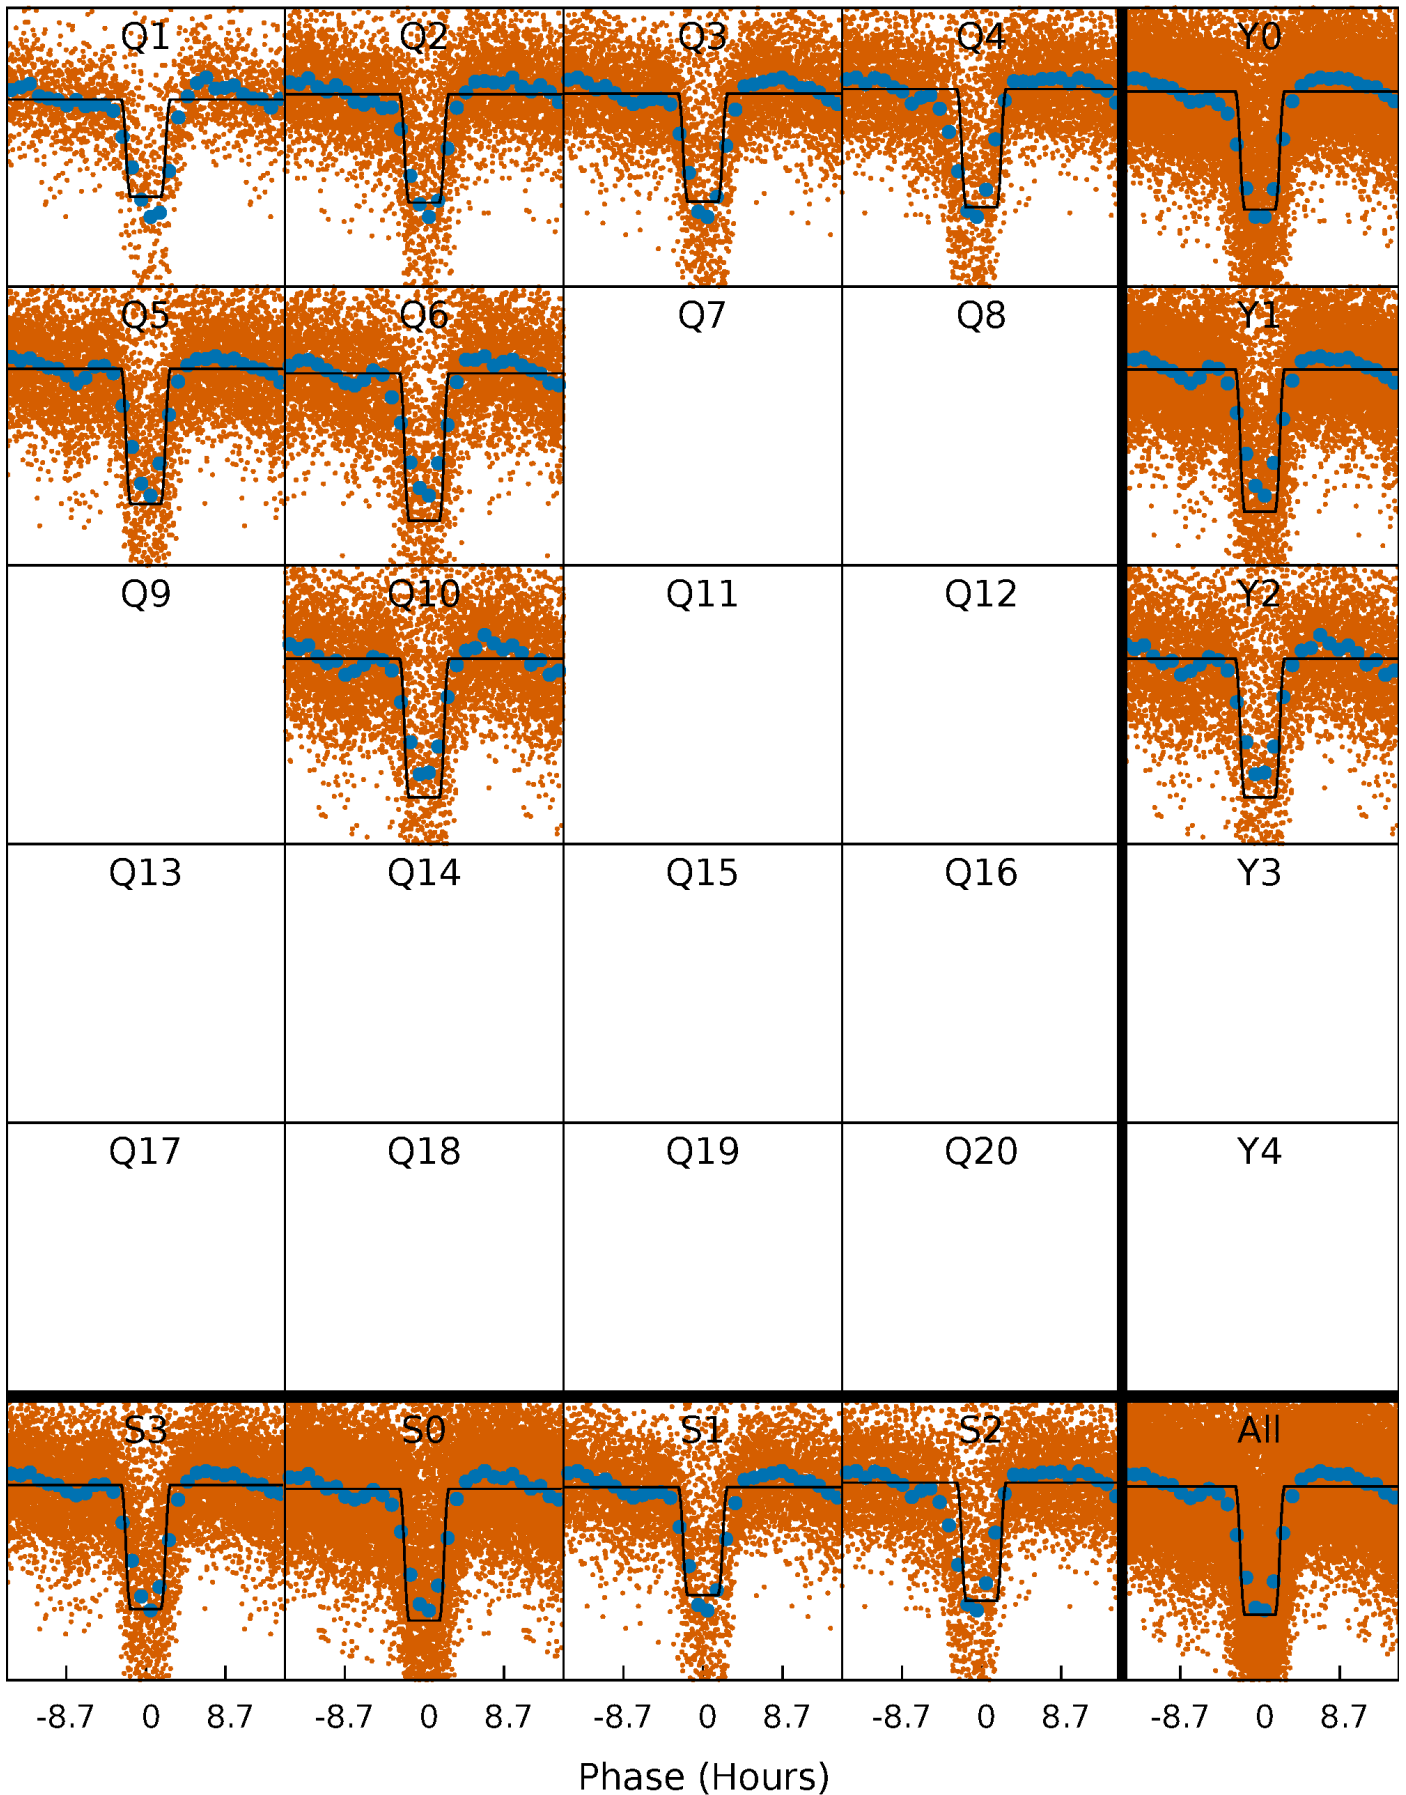 Q1 Q2 Q3 Q4 Y0
Q5 Q6 Q7 Q8 Y1
Q9 Q10 Q11 Q12 Y2
Q13 Q14 Q15 Q16 Y3
Q17 Q18 Q19 Q20 Y4
S3 S0 S1 S2 All
-8.7 0 8.7 -8.7 0 8.7 -8.7 0 8.7 -8.7 0 8.7 -8.7 0 8.7
Phase (Hours)